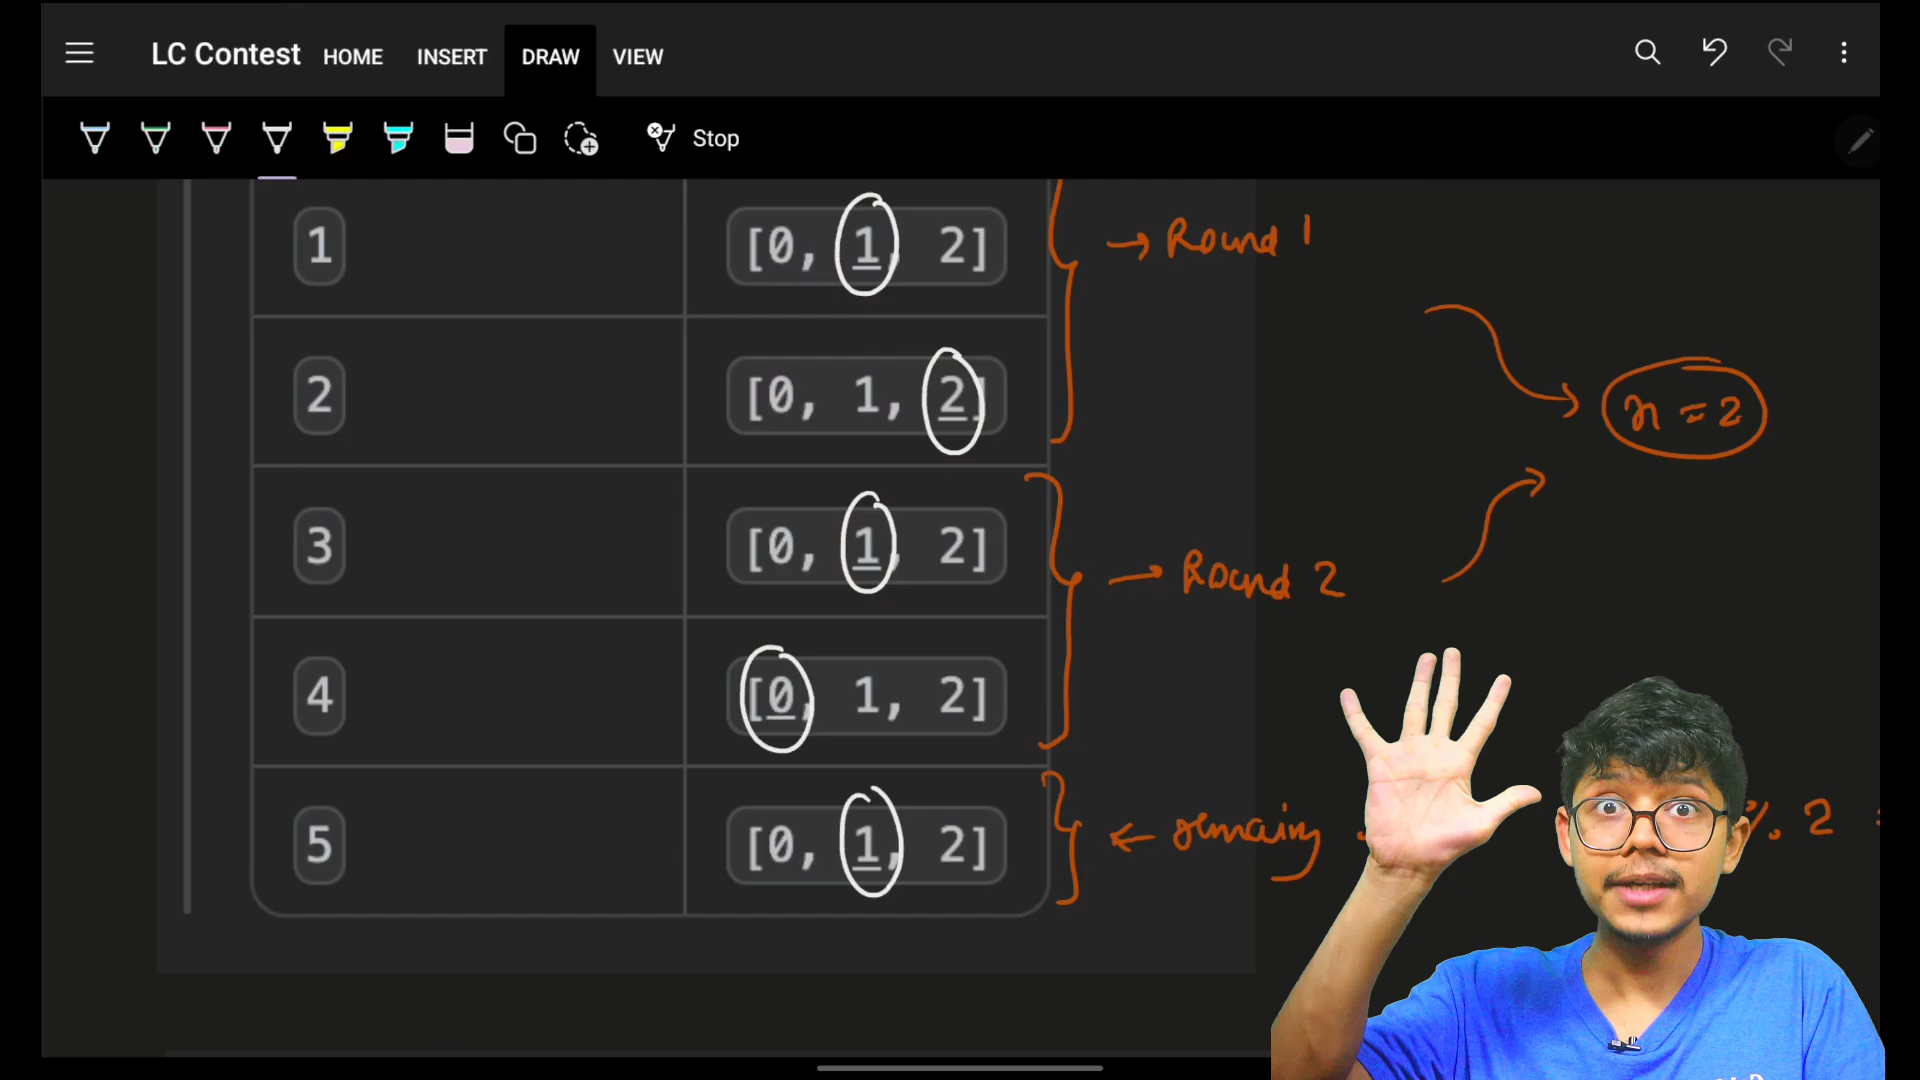 LC Contest HOME INSERT DRAW VIEW
Stop
1 [0, 1, 2] → Round 1
2 [0, 1, 2]
n = 2
3 [0, 1, 2] → Round 2
4 [0, 1, 2]
5 [0, 1, 2] ← % 2